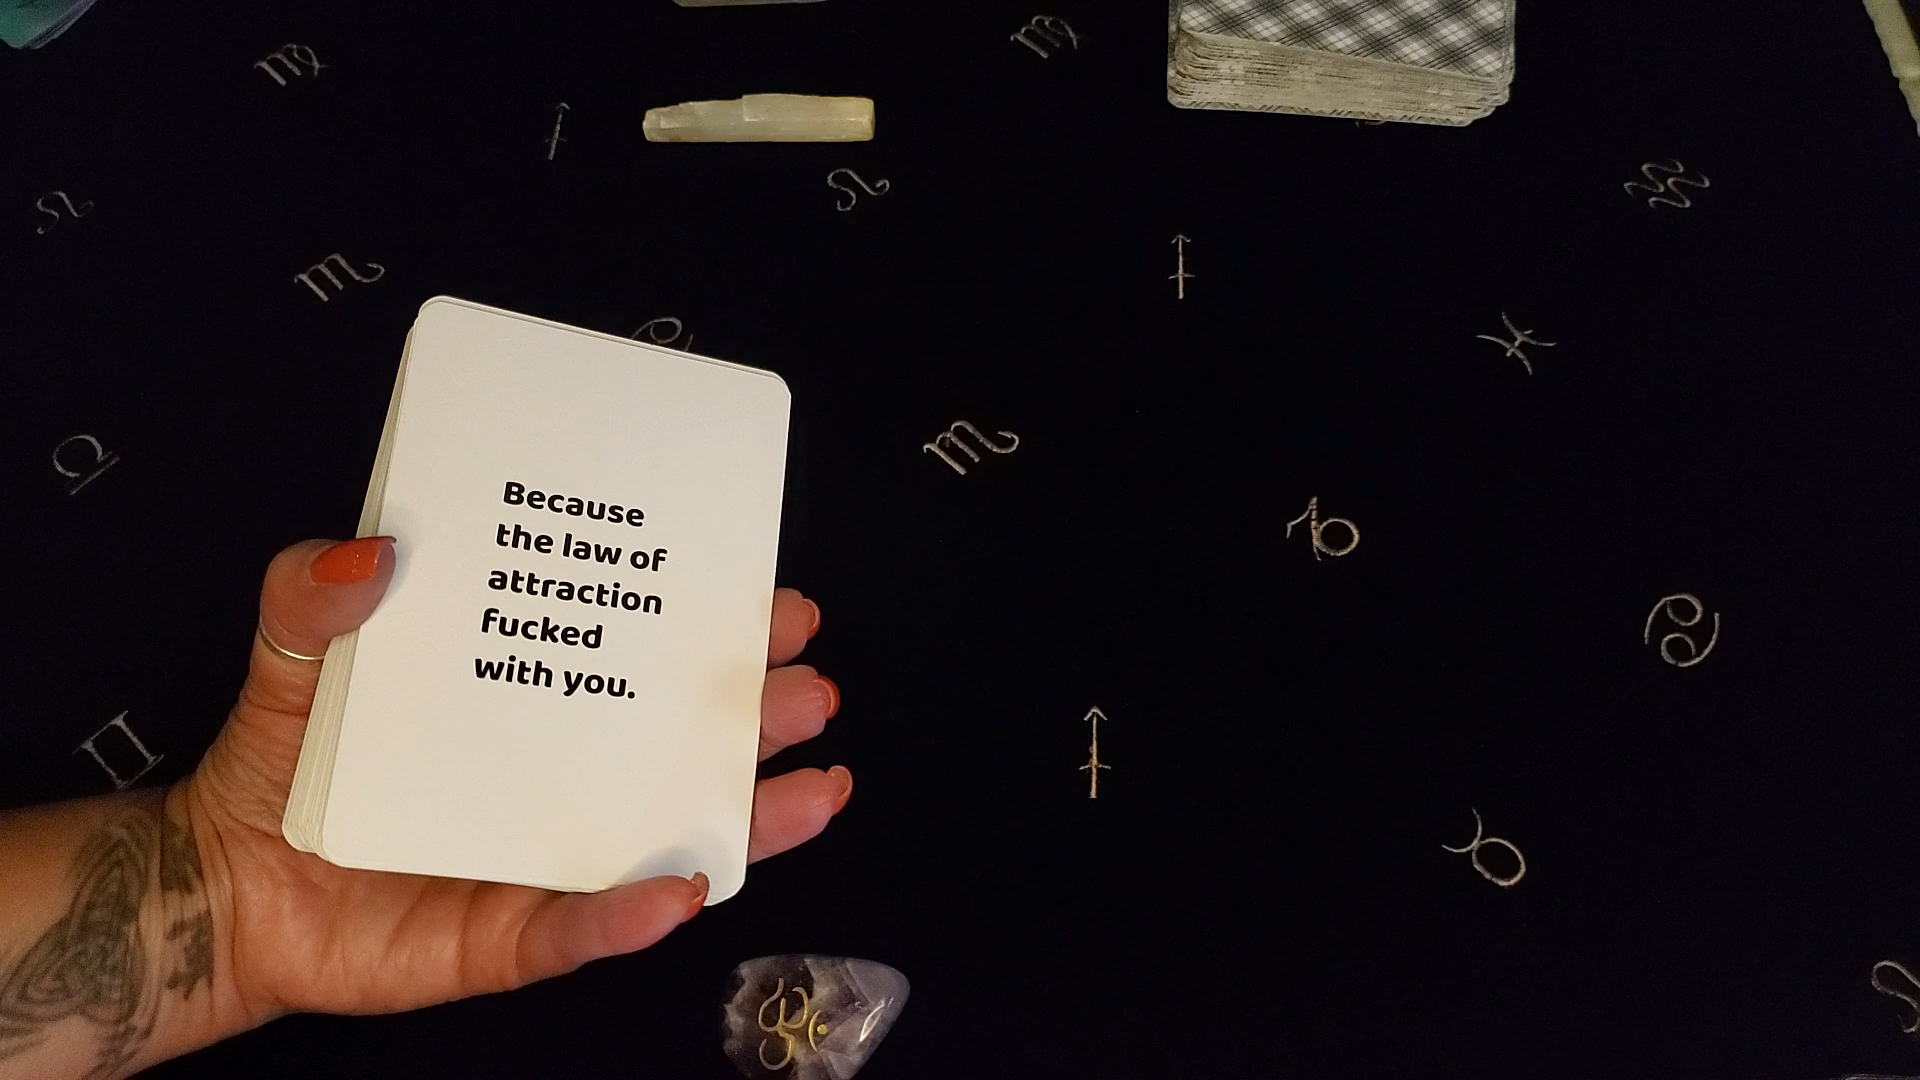 Because
the law of
attraction
fucked
with you.